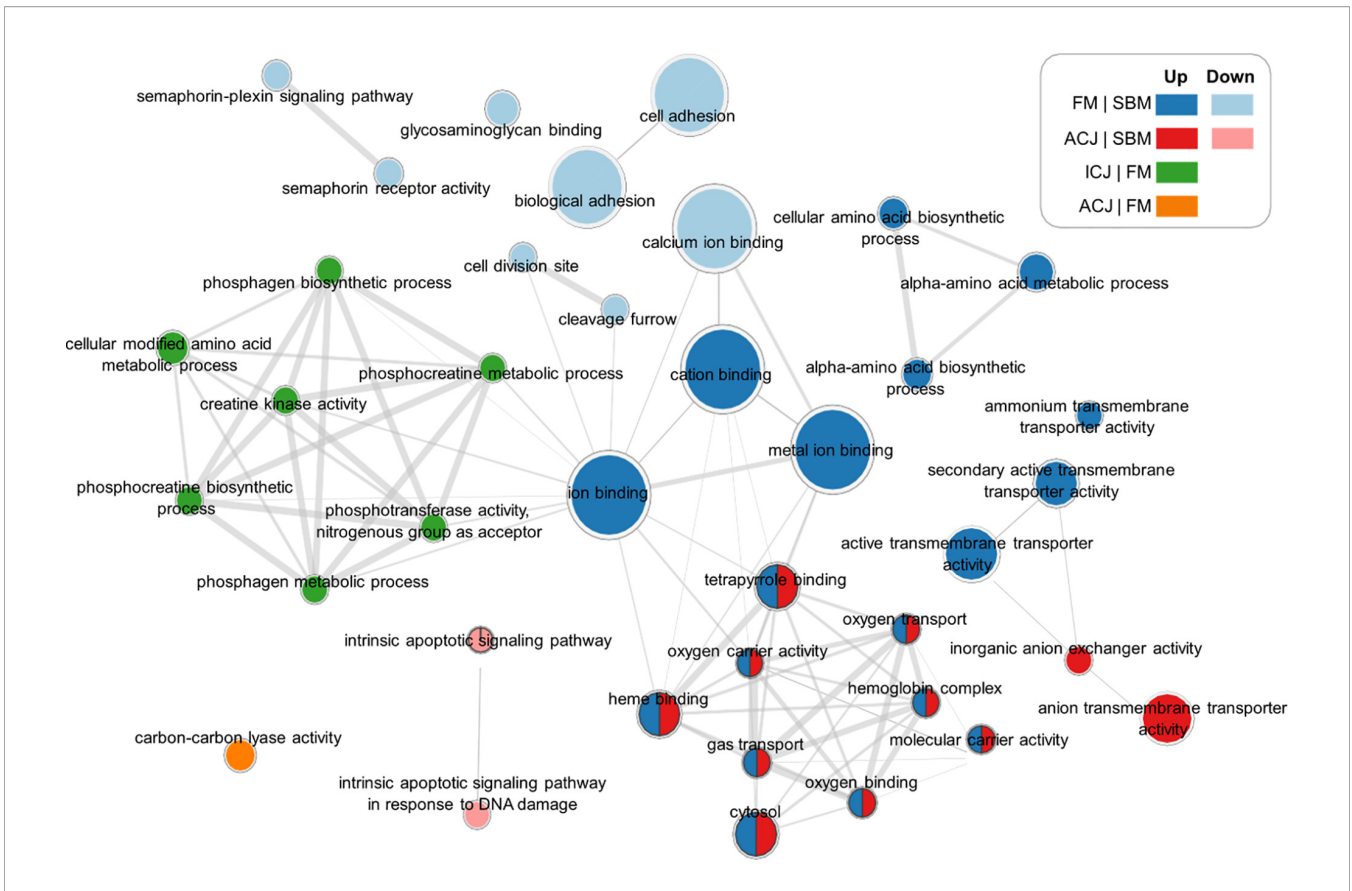 semaphorin-plexin signaling pathway
glycosaminoglycan binding
cell adhesion
semaphorin receptor activity
biological adhesion
calcium ion binding
cell division site
cleavage furrow
Up Down
FM | SBM
ACJ | SBM
ICJ | FM
ACJ | FM
cellular amino acid biosynthetic
process
alpha-amino acid metabolic process
alpha-amino acid biosynthetic
process
phosphagen biosynthetic process
cellular modified amino acid
metabolic process
phosphocreatine metabolic process
creatine kinase activity
phosphocreatine biosynthetic
process
phosphotransferase activity,
nitrogenous group as acceptor
phosphagen metabolic process
cation binding
metal ion binding
ion binding
ammonium transmembrane
transporter activity
secondary active transmembrane
transporter activity
active transmembrane transporter
activity
inorganic anion exchanger activity
anion transmembrane transporter
activity
tetrapyrrole binding
oxygen transport
oxygen carrier activity
hemoglobin complex
heme binding
molecular carrier activity
gas transport
oxygen binding
cytosol
intrinsic apoptotic signaling pathway
carbon-carbon lyase activity
intrinsic apoptotic signaling pathway
in response to DNA damage